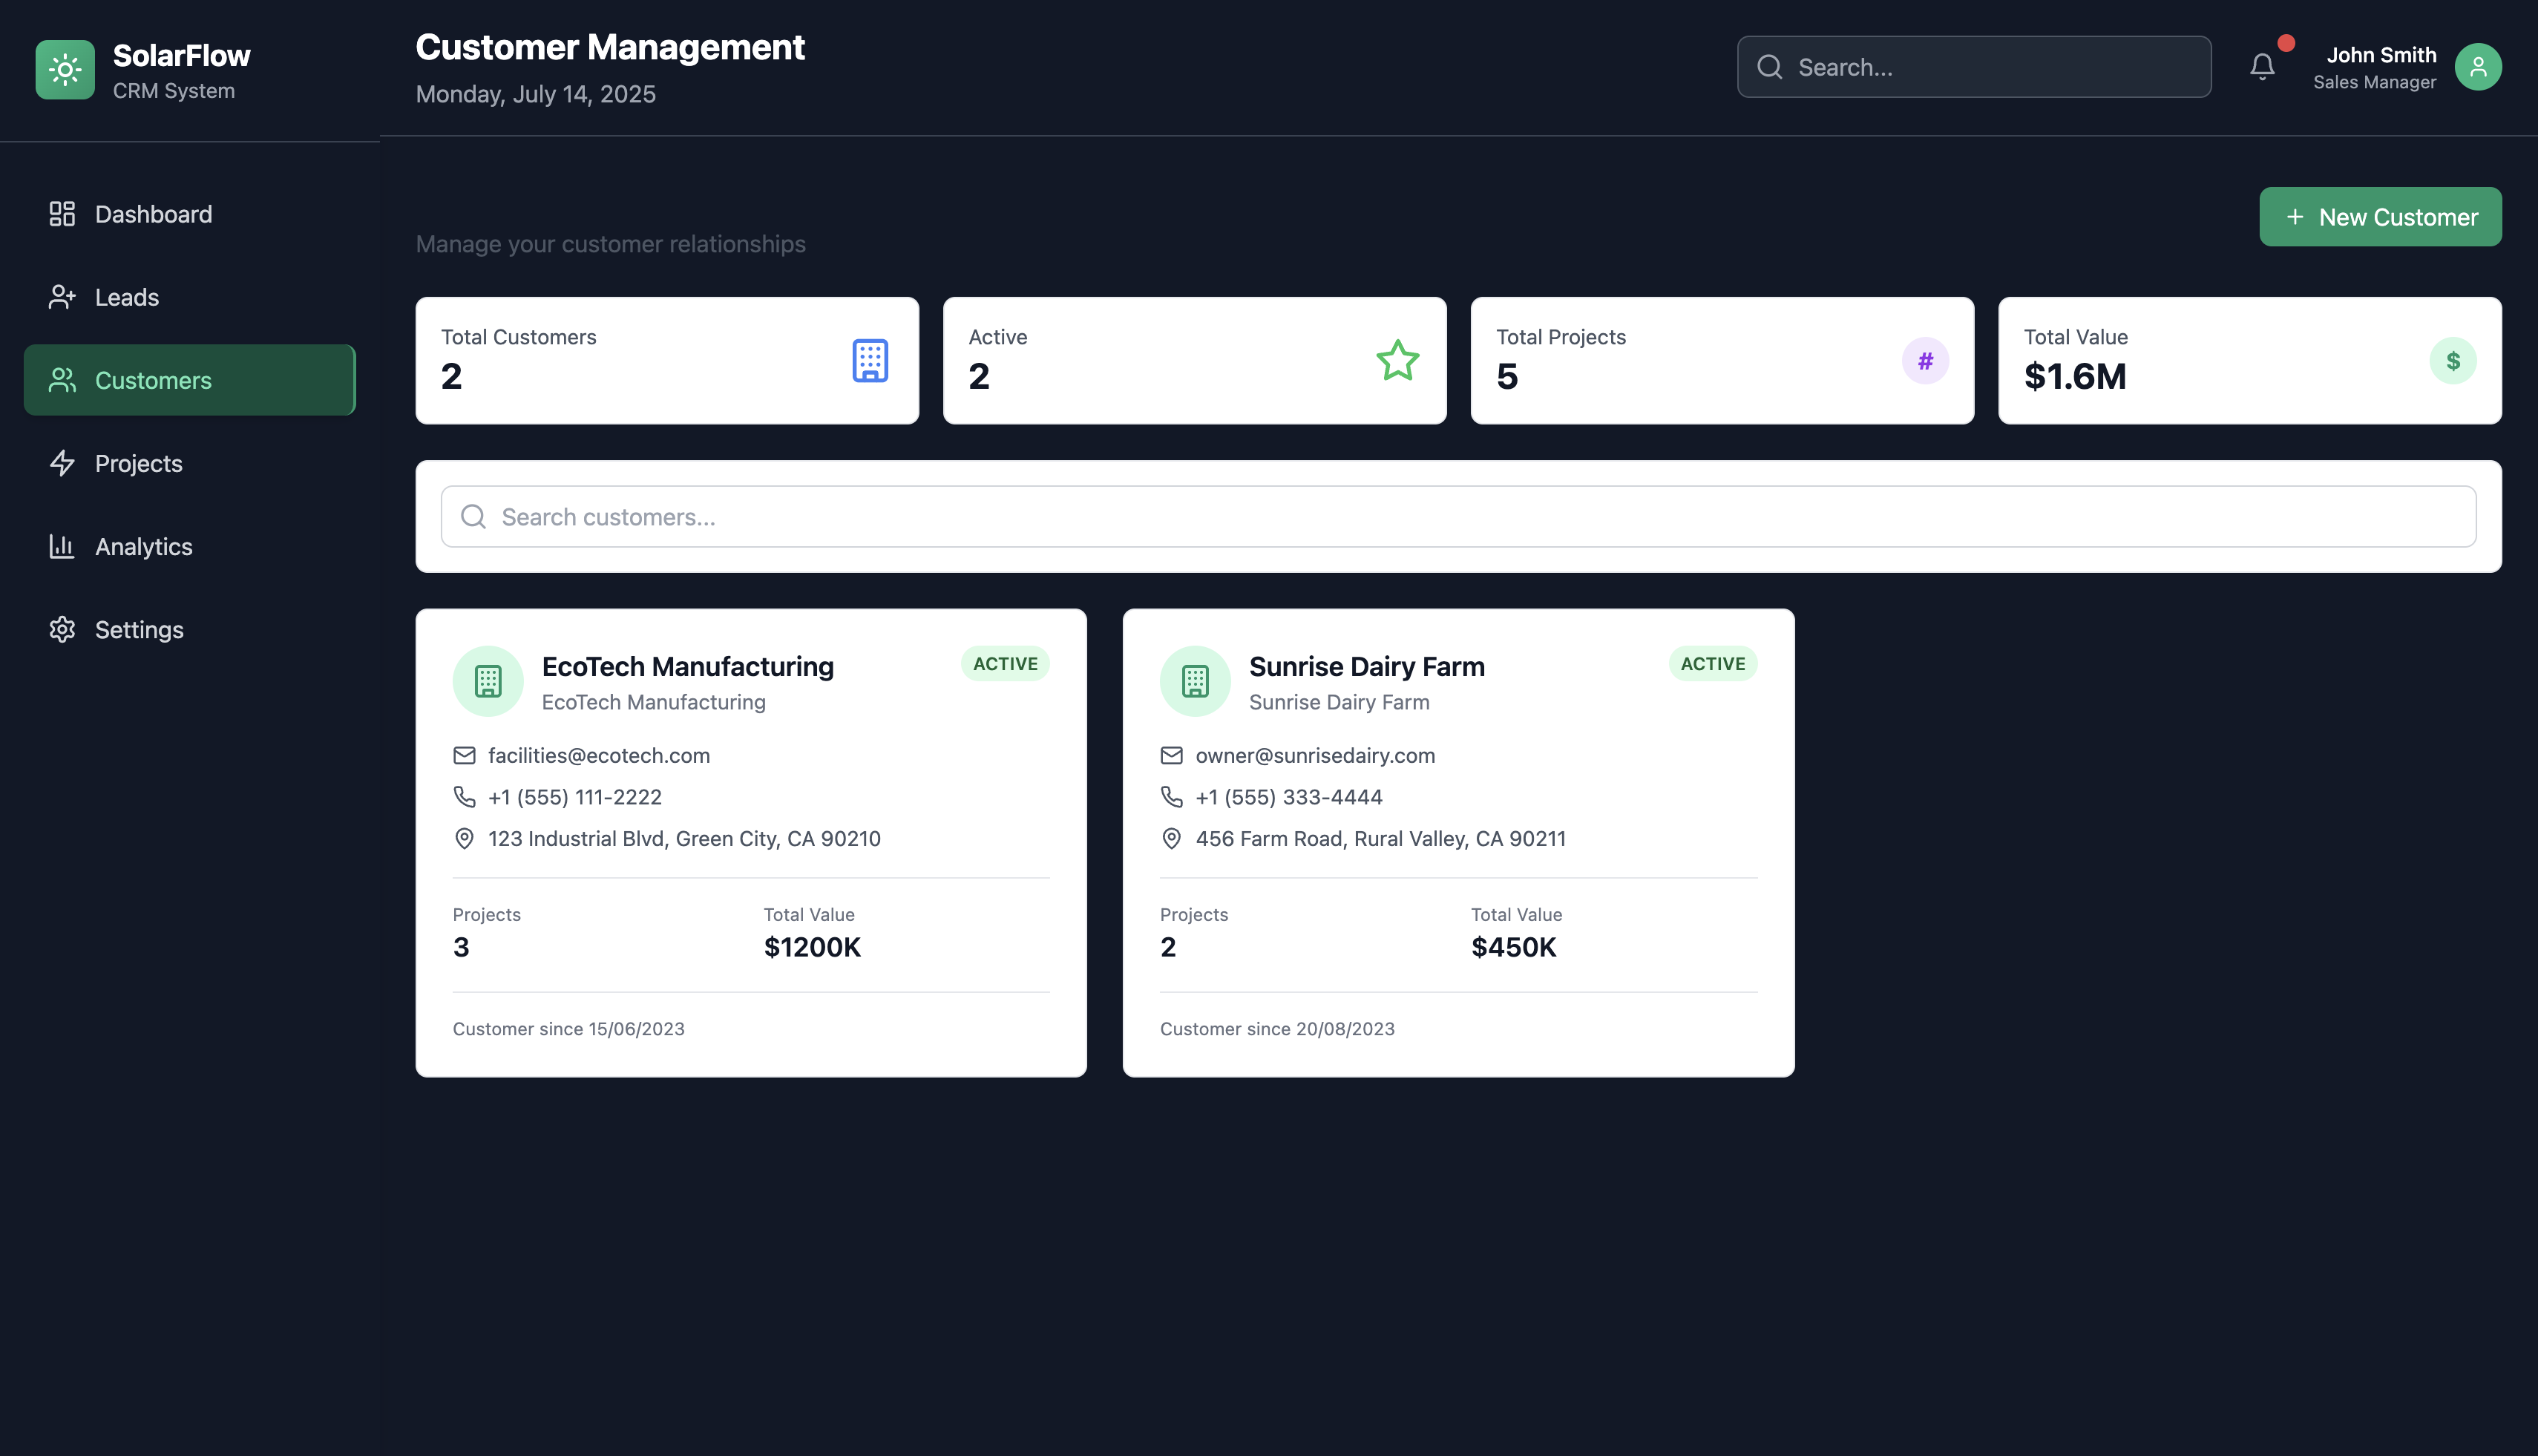 SolarFlow
CRM System
Dashboard
Leads
Customers
Projects
Analytics
Settings
Customer Management
Monday, July 14, 2025
Search...
John Smith
Sales Manager
Manage your customer relationships
+ New Customer
Total Customers
2
Active
2
Total Projects
5
#
Total Value
$1.6M
$
Search customers...
EcoTech Manufacturing
ACTIVE
EcoTech Manufacturing
facilities@ecotech.com
+1 (555) 111-2222
123 Industrial Blvd, Green City, CA 90210
Projects
3
Total Value
$1200K
Customer since 15/06/2023
Sunrise Dairy Farm
ACTIVE
Sunrise Dairy Farm
owner@sunrisedairy.com
+1 (555) 333-4444
456 Farm Road, Rural Valley, CA 90211
Projects
2
Total Value
$450K
Customer since 20/08/2023